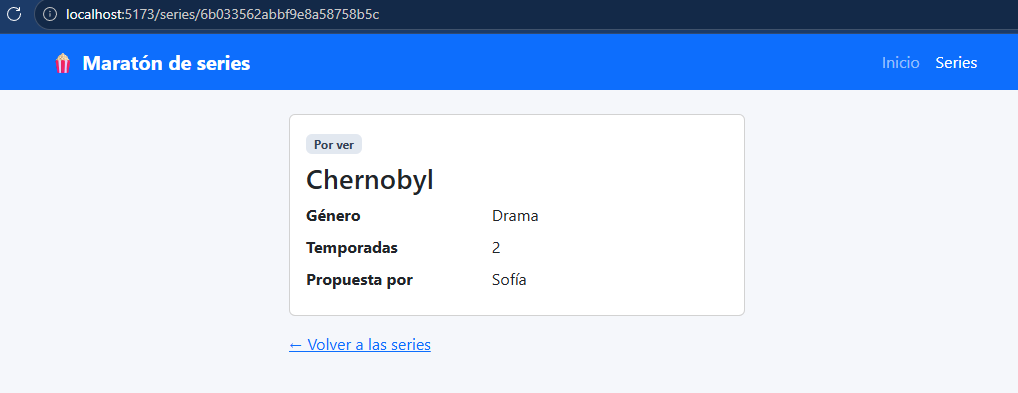 localhost:5173/series/6b033562abbf9e8a58758b5c
🍿 Maratón de series
Inicio Series
Por ver
Chernobyl
Género Drama
Temporadas 2
Propuesta por Sofía
← Volver a las series